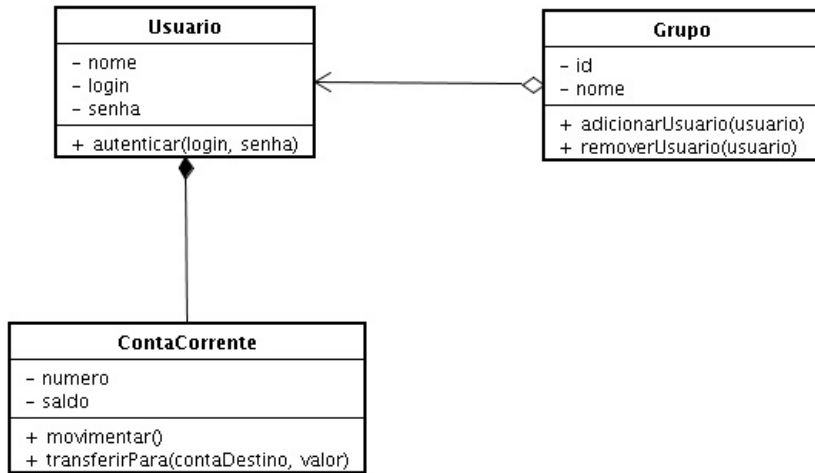 Usuario
- nome
- login
- senha
+ autenticar(login, senha)
Grupo
- id
- nome
+ adicionarUsuario(usuario)
+ removerUsuario(usuario)
ContaCorrente
- numero
- saldo
+ movimentar()
+ transferirPara(contaDestino, valor)